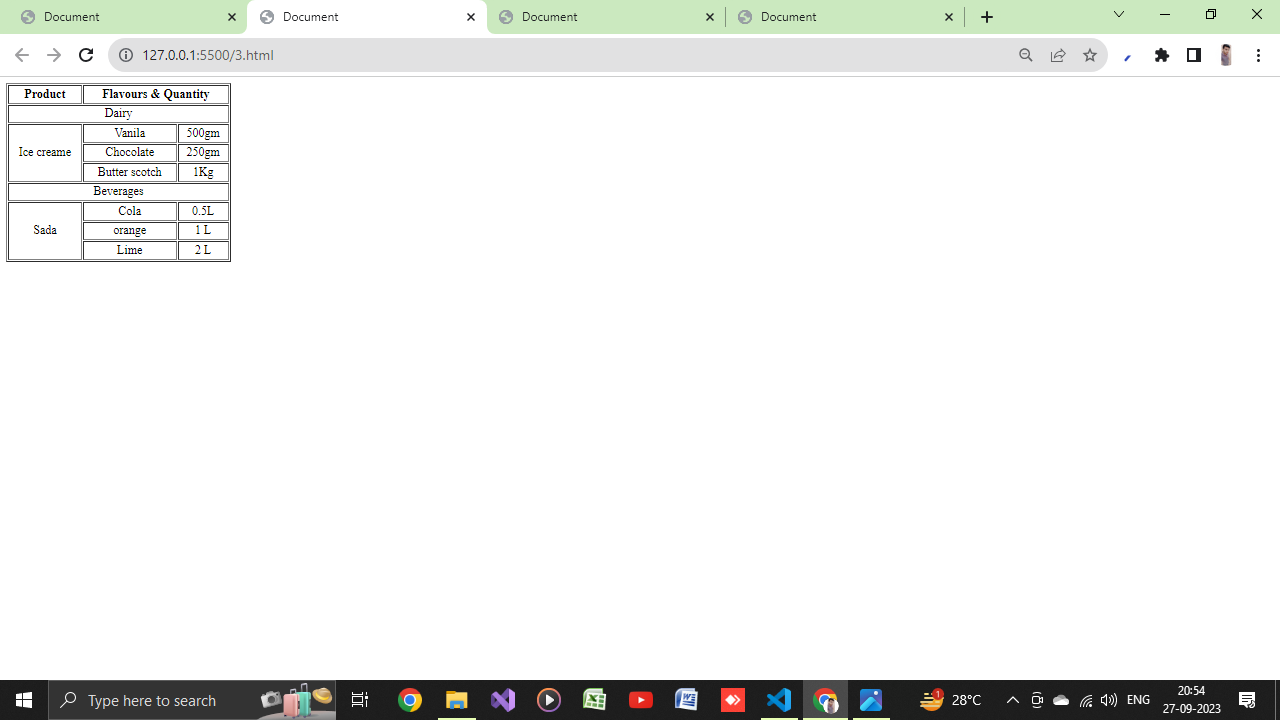 Document Document Document Document
127.0.0.1:5500/3.html
Product Flavours & Quantity
Dairy
Ice creame Vanila 500gm
Chocolate 250gm
Butter scotch 1Kg
Beverages
Sada Cola 0.5L
orange 1 L
Lime 2 L
Type here to search 1 28°C ENG 20:54
27-09-2023